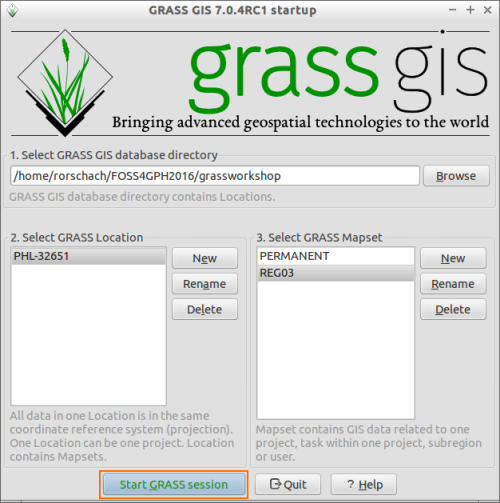 GRASS GIS 7.0.4RC1 startup
grass gis
Bringing advanced geospatial technologies to the world
1. Select GRASS GIS database directory
/home/rorschach/FOSS4GPH2016/grassworkshop
Browse
GRASS GIS database directory contains Locations.
2. Select GRASS Location
PHL-32651
New
Rename
Delete
All data in one Location is in the same
coordinate reference system (projection).
One Location can be one project. Location
contains Mapsets.
3. Select GRASS Mapset
PERMANENT
REG03
New
Rename
Delete
Mapset contains GIS data related to one
project, task within one project, subregion
or user.
Start GRASS session
Quit
? Help